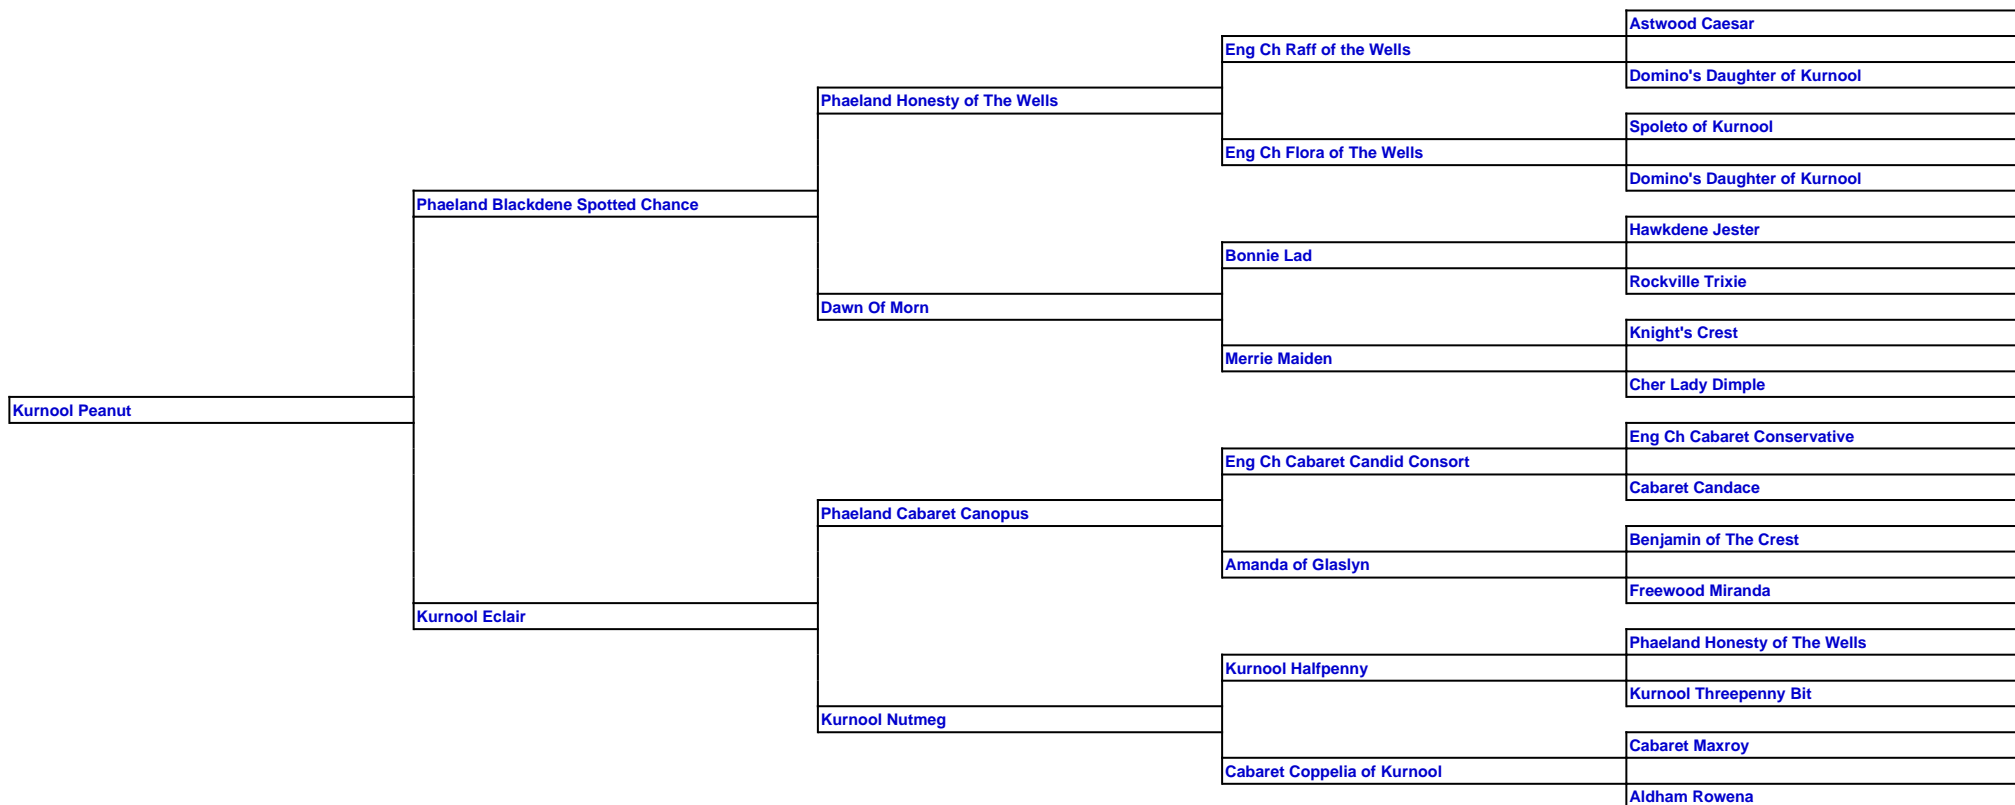 Astwood Caesar
Eng Ch Raff of the Wells
Domino's Daughter of Kurnool
Phaeland Honesty of The Wells
Spoleto of Kurnool
Eng Ch Flora of The Wells
Domino's Daughter of Kurnool
Phaeland Blackdene Spotted Chance
Hawkdene Jester
Bonnie Lad
Rockville Trixie
Dawn Of Morn
Knight's Crest
Merrie Maiden
Cher Lady Dimple
Kurnool Peanut
Eng Ch Cabaret Conservative
Eng Ch Cabaret Candid Consort
Cabaret Candace
Phaeland Cabaret Canopus
Benjamin of The Crest
Amanda of Glaslyn
Freewood Miranda
Kurnool Eclair
Phaeland Honesty of The Wells
Kurnool Halfpenny
Kurnool Threepenny Bit
Kurnool Nutmeg
Cabaret Maxroy
Cabaret Coppelia of Kurnool
Aldham Rowena